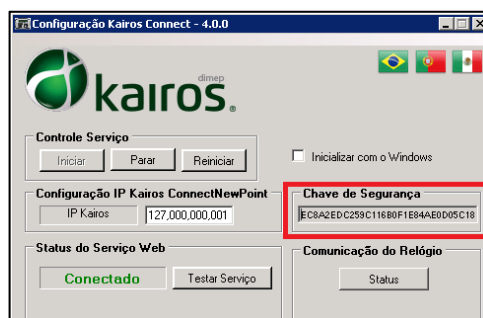 Configuração Kairos Connect - 4.0.0
dimep
kairos.
Controle Serviço
Iniciar Parar Reiniciar
Inicializar com o Windows
Configuração IP Kairos ConnectNewPoint
IP Kairos 127,000,000,001
Chave de Segurança
EC8A2EDC259C116B0F1E84AE0D05C18
Status do Serviço Web
Conectado Testar Serviço
Comunicação do Relógio
Status